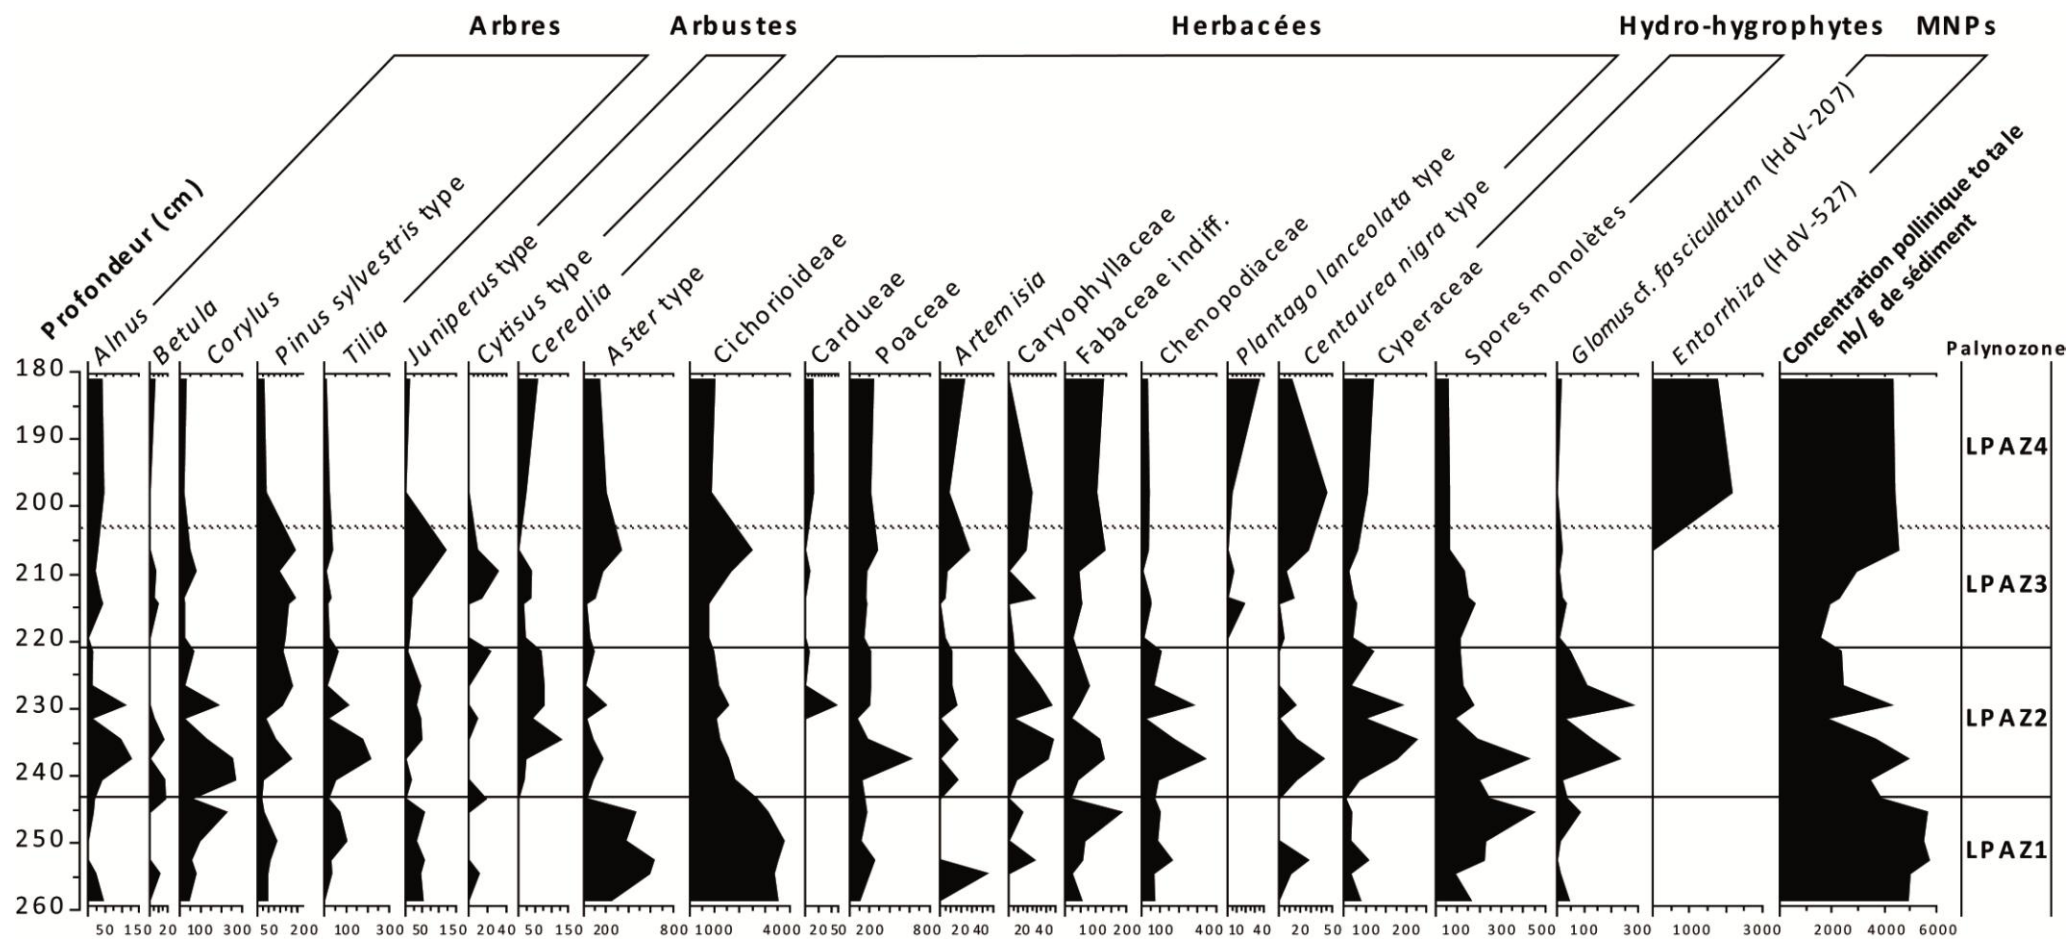 Arbres Arbustes Herbacées Hydro-hygrophytes MNPs
Profondeur (cm)
Alnus
Betula
Corylus
Pinus sylvestris type
Tilia
Juniperus type
Cytisus type
Cerealia
Aster type
Cichorioideae
Cardueae
Poaceae
Artemisia
Caryophyllaceae
Fabaceae indiff.
Chenopodiaceae
Plantago lanceolata type
Centaurea nigra type
Cyperaceae
Spores monolètes
Glomus cf. fasciculatum (HdV-207)
Entorrhiza (HdV-527)
Concentration pollinique totale
nb/ g de sédiment
Palynozone
180
190
LPAZ4
200
210
LPAZ3
220
230
LPAZ2
240
250
LPAZ1
260
50 150 20 100 300 50 200 100 300 50 150 20 40 50 150 200 800 1000 4000 20 50 200 800 20 40 20 40 100 200 100 400 10 40 20 50 100 200 100 300 500 100 300 1000 3000 2000 4000 6000